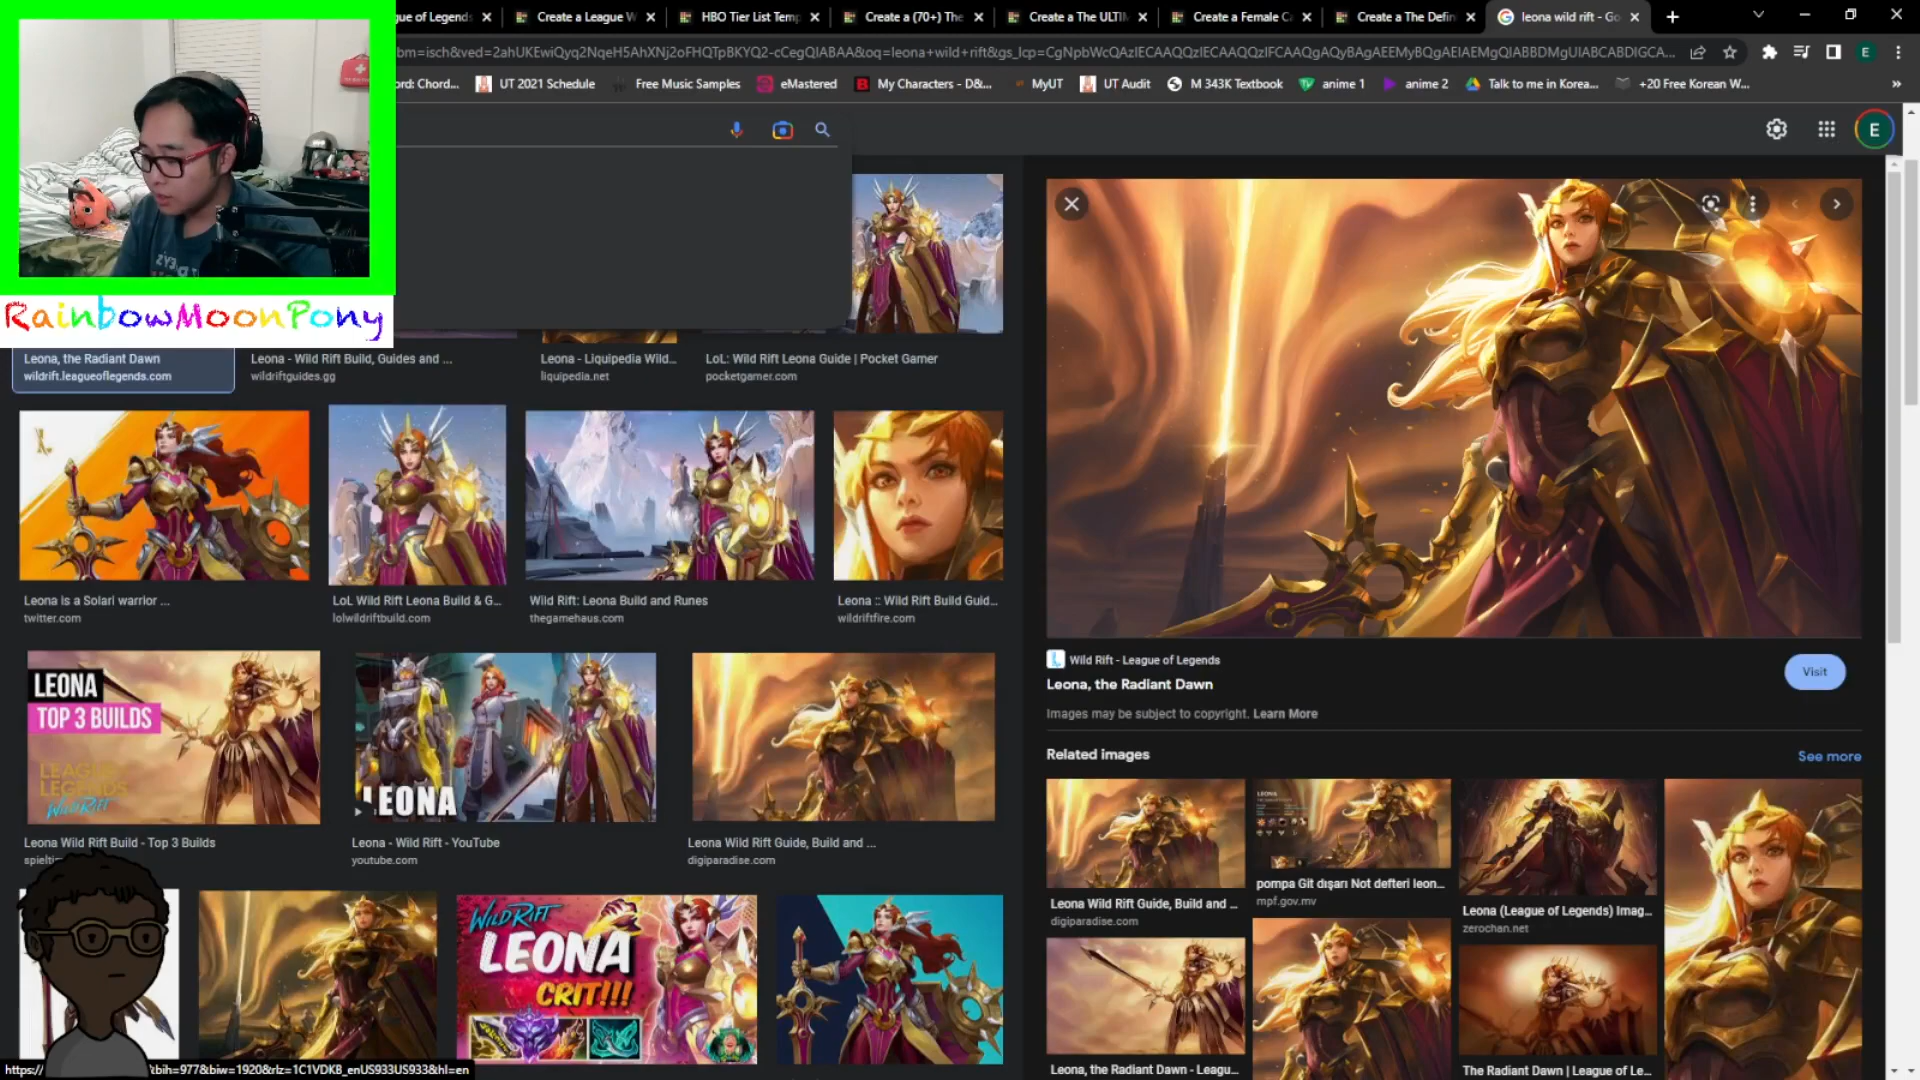 gue of Legends
Create a League W
HBO Tier List Temp
Create a (70+) The
Create a The ULTI
Create a Female C
Create a The Defin
leona wild rift - Go
bm=isch&ved=2ahUKEwiQyq2NqeH5AhXNj2oFHQTpBKYQ2-cCegQIABAA&oq=leona+wild+rift&gs_lcp=CgNpbWcQAzIECAAQQzIECAAQQzIFCAAQgAQyBAgAEEMyBQgAEIAEMgQIABBDMgUIABCABDIGCA...
E
ord: Chord...
UT 2021 Schedule
Free Music Samples
eMastered
My Characters - D&...
MyUT
UT Audit
M 343K Textbook
anime 1
anime 2
Talk to me in Korea...
+20 Free Korean W...
E
RainbowMoonPony
Leona, the Radiant Dawn
wildrift.leagueoflegends.com
Leona - Wild Rift Build, Guides and ...
wildriftguides.gg
Leona - Liquipedia Wild...
liquipedia.net
LoL: Wild Rift Leona Guide | Pocket Gamer
pocketgamer.com
Leona is a Solari warrior ...
twitter.com
LoL Wild Rift Leona Build & G...
lolwildriftbuild.com
Wild Rift: Leona Build and Runes
thegamehaus.com
Leona :: Wild Rift Build Guid...
wildriftfire.com
Wild Rift - League of Legends
Leona, the Radiant Dawn
Visit
Images may be subject to copyright. Learn More
Related images
See more
LEONA
TOP 3 BUILDS
LEAGUE
LEGENDS
WILD RIFT
LEONA
Leona Wild Rift Build - Top 3 Builds
Leona - Wild Rift - YouTube
youtube.com
Leona Wild Rift Guide, Build and ...
digiparadise.com
LEONA
Leona Wild Rift Guide, Build and ...
digiparadise.com
pompa Git dışarı Not defteri leon...
mpf.gov.mv
Leona (League of Legends) Imag...
zerochan.net
WILD RIFT
LEONA
CRIT!!!
Leona, the Radiant Dawn - Leagu...
The Radiant Dawn | League of Le...
https://
bih=977&biw=1920&rlz=1C1VDKB_enUS933US933&hl=en